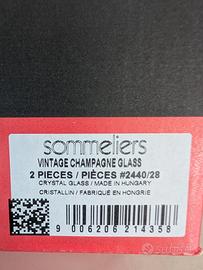 sommeliers
VINTAGE CHAMPAGNE GLASS
2 PIECES / PIÈCES #2440/28
CRYSTAL GLASS / MADE IN HUNGARY
CRISTALLIN / FABRIQUÉ EN HONGRIE
9 006206 214358
subito